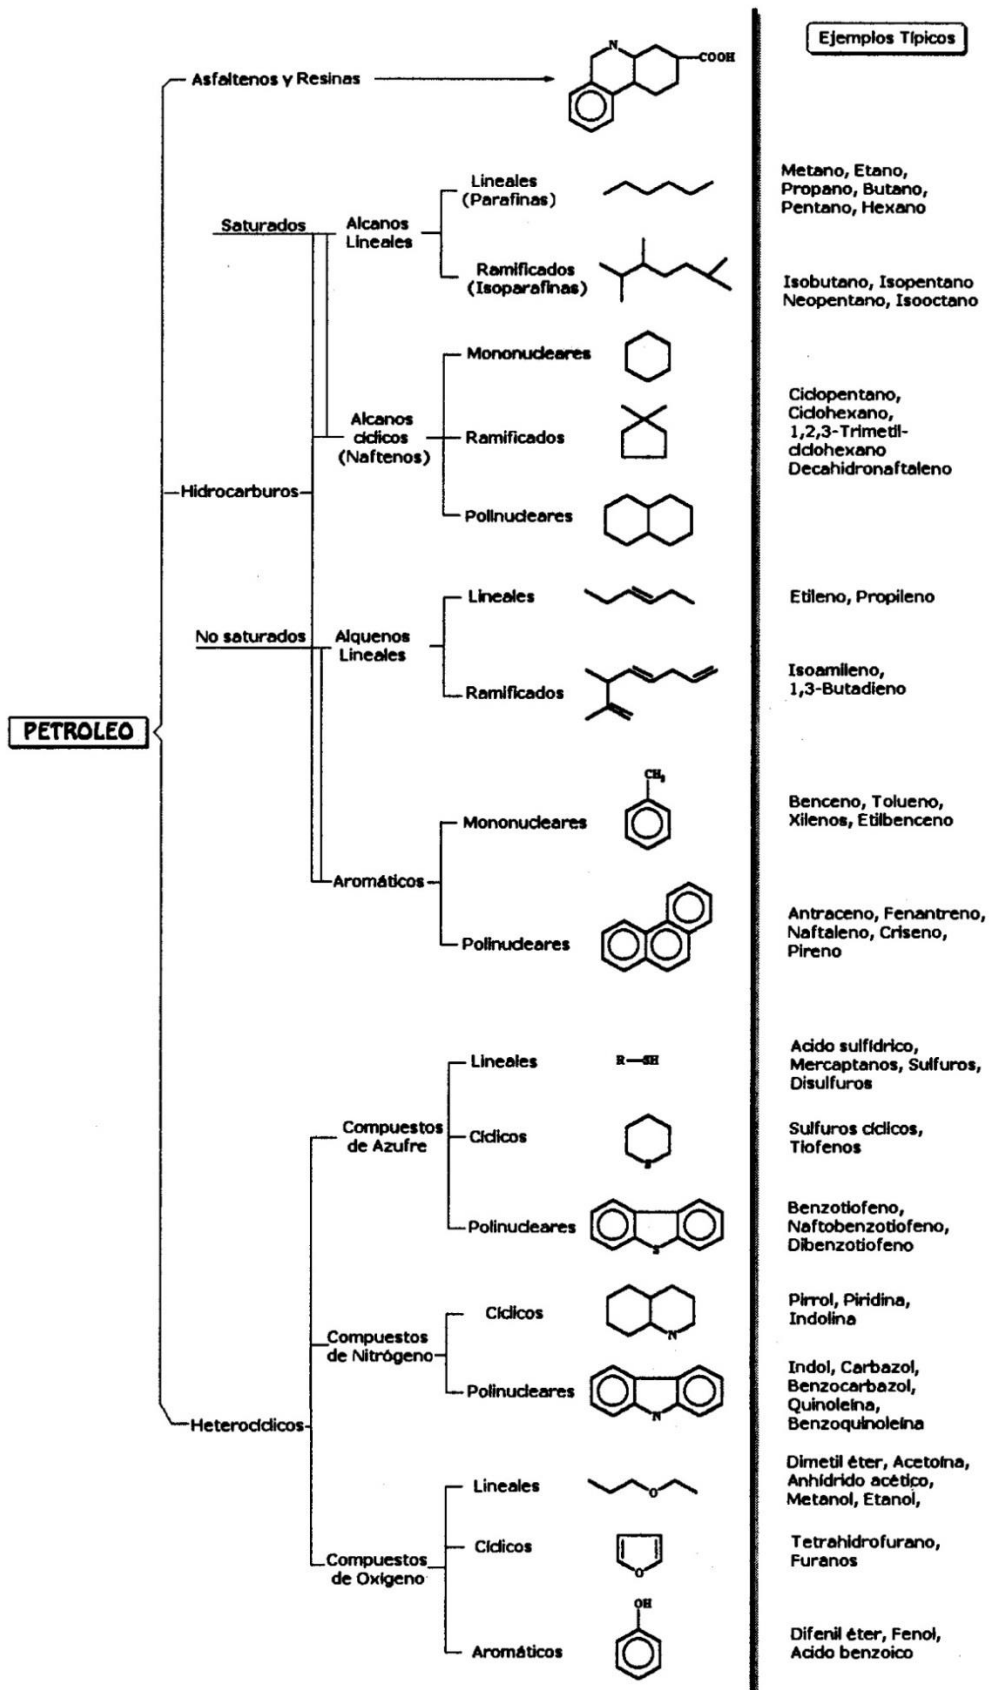 Ejemplos Típicos
N
COOH
Asfaltenos y Resinas
Lineales
(Parafinas)
Metano, Etano,
Propano, Butano,
Pentano, Hexano
Saturados
Alcanos
Lineales
Ramificados
(Isoparafinas)
Isobutano, Isopentano
Neopentano, Isooctano
Mononucleares
Alcanos
cíclicos
(Naftenos)
Ramificados
Ciclopentano,
Ciclohexano,
1,2,3-Trimetil-
ciclohexano
Decahidronaftaleno
Hidrocarburos
Polinucleares
Lineales
Etileno, Propileno
No saturados
Alquenos
Lineales
Ramificados
Isoamileno,
1,3-Butadieno
PETROLEO
CH3
Mononucleares
Benceno, Tolueno,
Xilenos, Etilbenceno
Aromáticos
Polinucleares
Antraceno, Fenantreno,
Naftaleno, Criseno,
Pireno
Lineales
R—SH
Acido sulfídrico,
Mercaptanos, Sulfuros,
Disulfuros
Compuestos
de Azufre
Cíclicos
S
Sulfuros cíclicos,
Tiofenos
Polinucleares
S
Benzotiofeno,
Naftobenzotiofeno,
Dibenzotiofeno
Cíclicos
N
Pirrol, Piridina,
Indolina
Compuestos
de Nitrógeno
Polinucleares
N
Indol, Carbazol,
Benzocarbazol,
Quinoleína,
Benzoquinoleína
Heterocíclicos
Lineales
O
Dimetil éter, Acetoína,
Anhídrido acético,
Metanol, Etanol,
Cíclicos
O
Tetrahidrofurano,
Furanos
Compuestos
de Oxígeno
OH
Aromáticos
Difenil éter, Fenol,
Acido benzoico